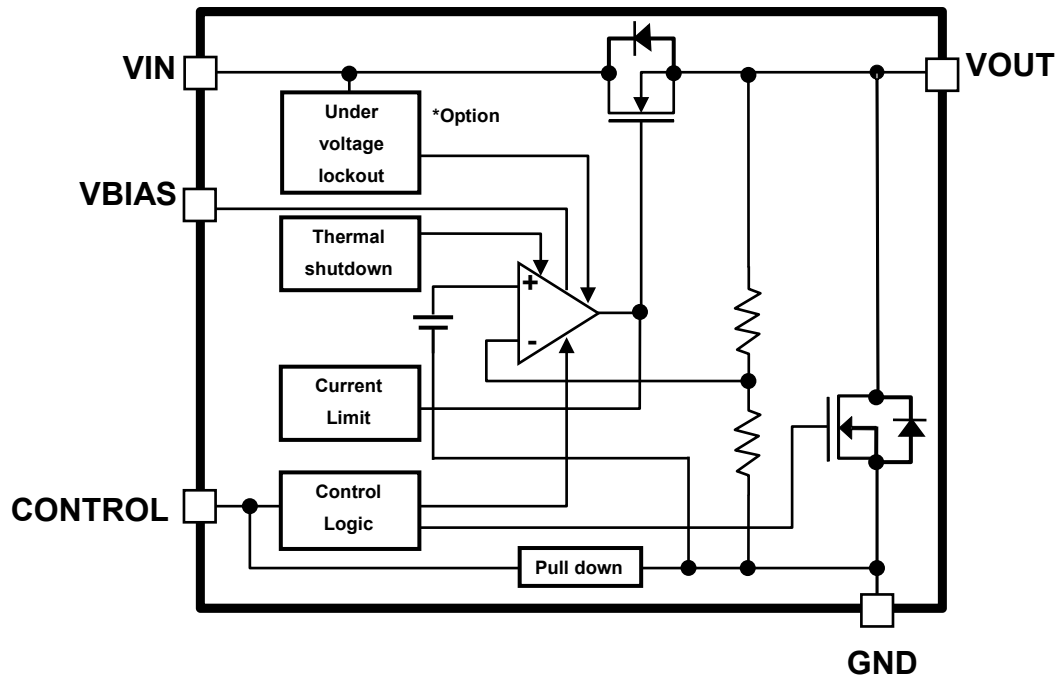 VIN
VOUT
Under
voltage
lockout
*Option
VBIAS
Thermal
shutdown
+
-
Current
Limit
CONTROL
Control
Logic
Pull down
GND